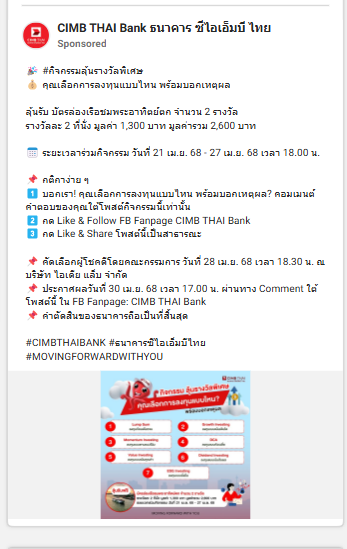 CIMB THAI Bank ธนาคาร ซีไอเอ็มบี ไทย
Sponsored
🎉 #กิจกรรมลุ้นรางวัลพิเศษ
💰 คุณเลือกการลงทุนแบบไหน พร้อมบอกเหตุผล
ลุ้นรับ บัตรล่องเรือชมพระอาทิตย์ตก จำนวน 2 รางวัล
รางวัลละ 2 ที่นั่ง มูลค่า 1,300 บาท มูลค่ารวม 2,600 บาท
🗓️ ระยะเวลาร่วมกิจกรรม วันที่ 21 เม.ย. 68 - 27 เม.ย. 68 เวลา 18.00 น.
📌 กติกาง่าย ๆ
1️⃣ บอกเรา! คุณเลือกการลงทุนแบบไหน พร้อมบอกเหตุผล? คอมเมนต์
คำตอบของคุณใต้โพสต์กิจกรรมนี้เท่านั้น
2️⃣ กด Like & Follow FB Fanpage CIMB THAI Bank
3️⃣ กด Like & Share โพสต์นี้เป็นสาธารณะ
📌 คัดเลือกผู้โชคดีโดยคณะกรรมการ วันที่ 28 เม.ย. 68 เวลา 18.30 น. ณ
บริษัท ไอเดีย แล็บ จำกัด
📌 ประกาศผลวันที่ 30 เม.ย. 68 เวลา 17.00 น. ผ่านทาง Comment ใต้
โพสต์นี้ ใน FB Fanpage: CIMB THAI Bank
📌 คำตัดสินของธนาคารถือเป็นที่สิ้นสุด
#CIMBTHAIBANK #ธนาคารซีไอเอ็มบีไทย
#MOVINGFORWARDWITHYOU
กิจกรรม ลุ้นรางวัลพิเศษ
คุณเลือกการลงทุนแบบไหน?
พร้อมบอกเหตุผล
1 Lump Sum
2 Growth Investing
3 Momentum Investing
4 DCA
5 Value Investing
6 Dividend Investing
7 ESG Investing